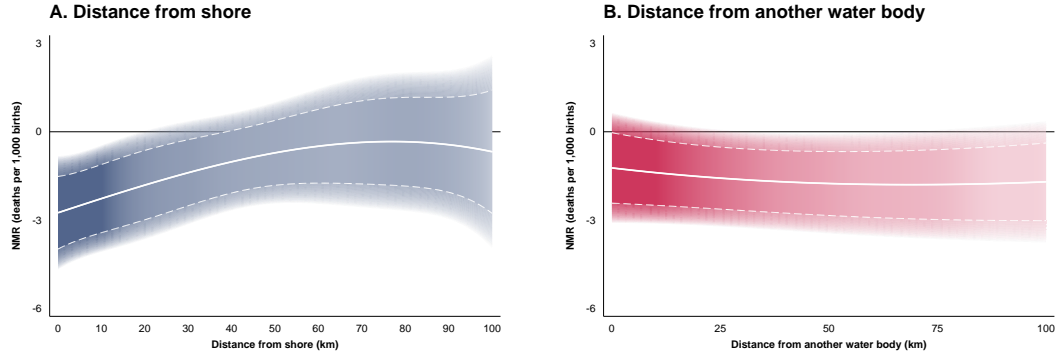 A. Distance from shore
NMR (deaths per 1,000 births)
3
0
-3
-6
0 10 20 30 40 50 60 70 80 90 100
Distance from shore (km)
B. Distance from another water body
NMR (deaths per 1,000 births)
3
0
-3
-6
0 25 50 75 100
Distance from another water body (km)